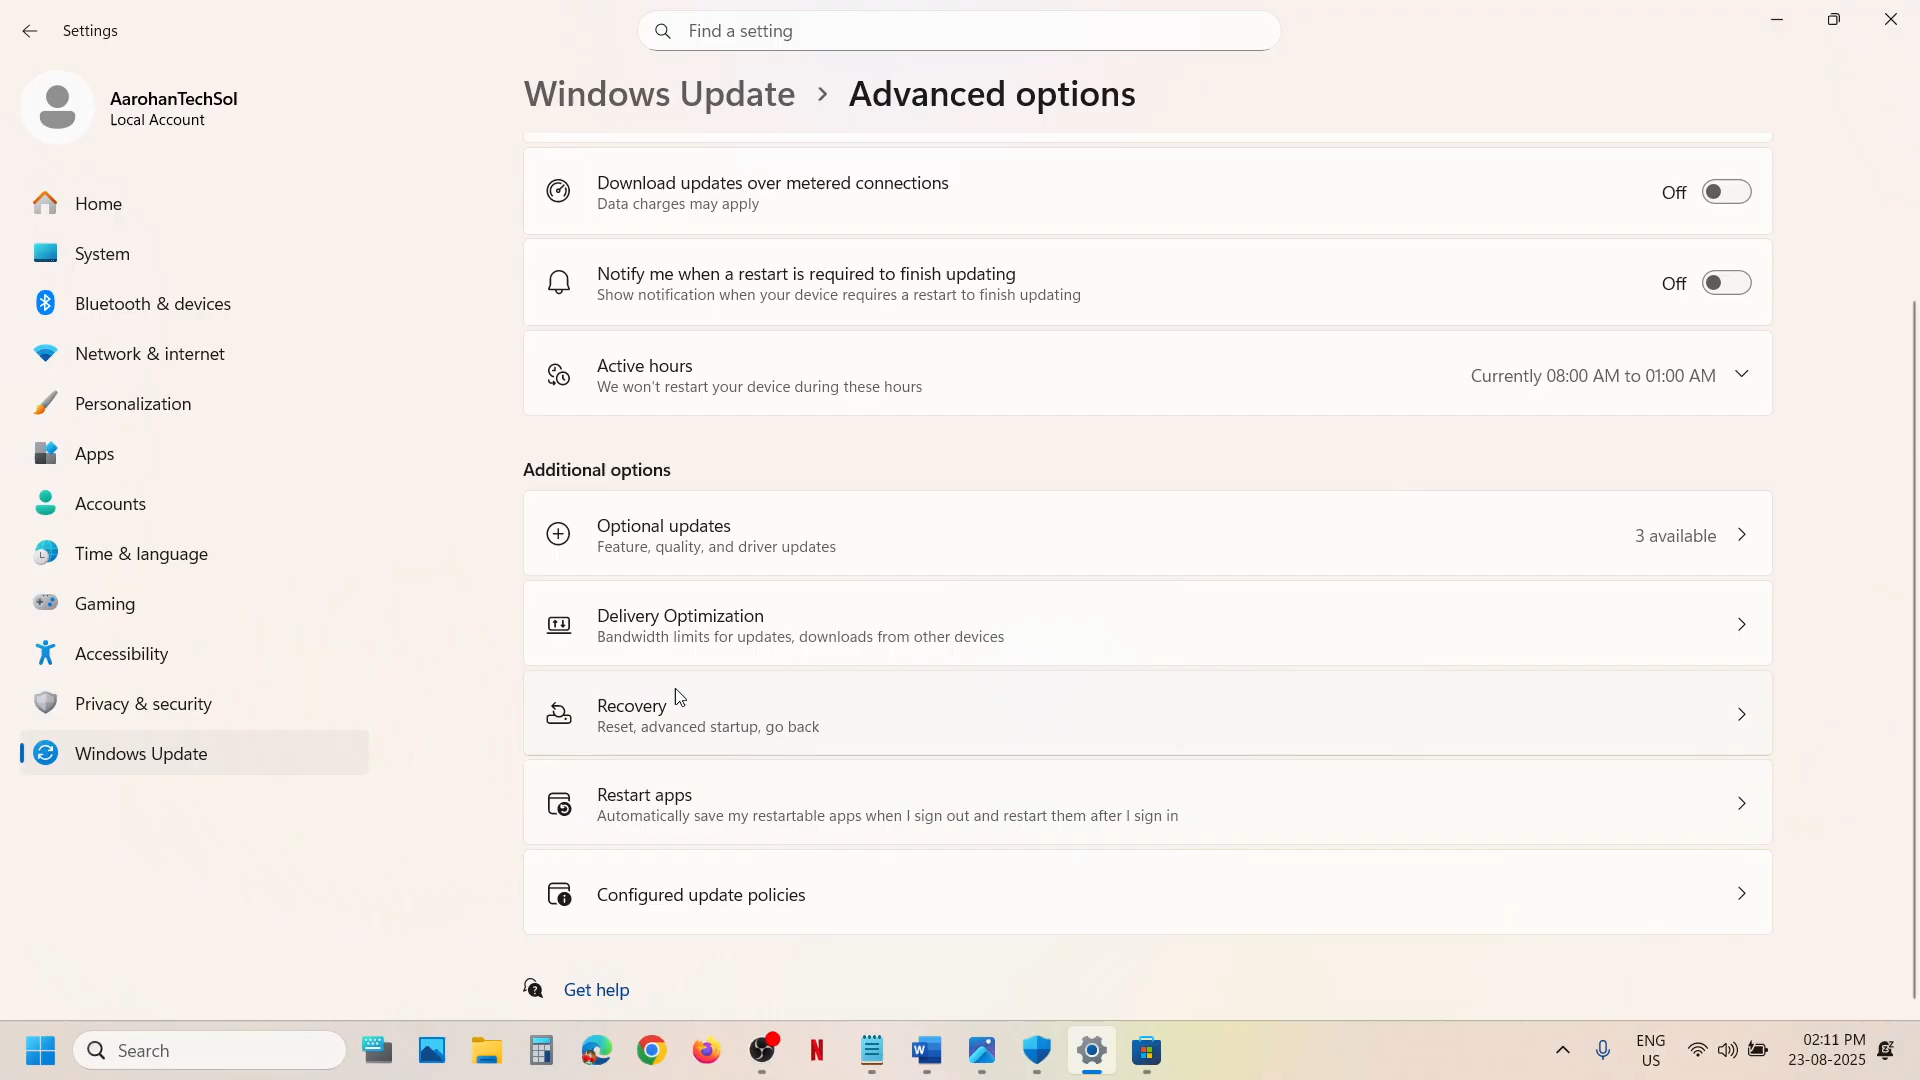 Settings
Find a setting
AarohanTechSol
Local Account
Home
System
Bluetooth & devices
Network & internet
Personalization
Apps
Accounts
Time & language
Gaming
Accessibility
Privacy & security
Windows Update
Windows Update > Advanced options
Download updates over metered connections
Data charges may apply
Off
Notify me when a restart is required to finish updating
Show notification when your device requires a restart to finish updating
Off
Active hours
We won't restart your device during these hours
Currently 08:00 AM to 01:00 AM
Additional options
Optional updates
Feature, quality, and driver updates
3 available
Delivery Optimization
Bandwidth limits for updates, downloads from other devices
Recovery
Reset, advanced startup, go back
Restart apps
Automatically save my restartable apps when I sign out and restart them after I sign in
Configured update policies
Get help
Search
ENG
US
02:11 PM
23-08-2025